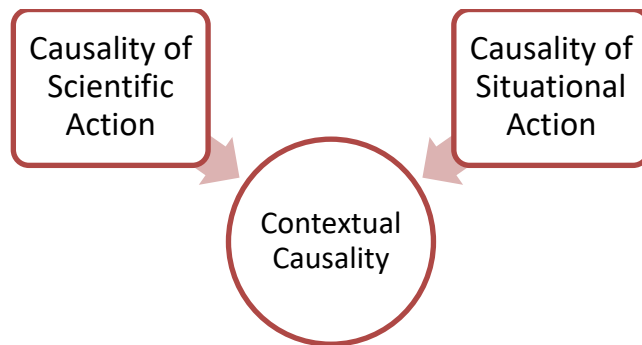 Causality of
Scientific
Action
Causality of
Situational
Action
Contextual
Causality